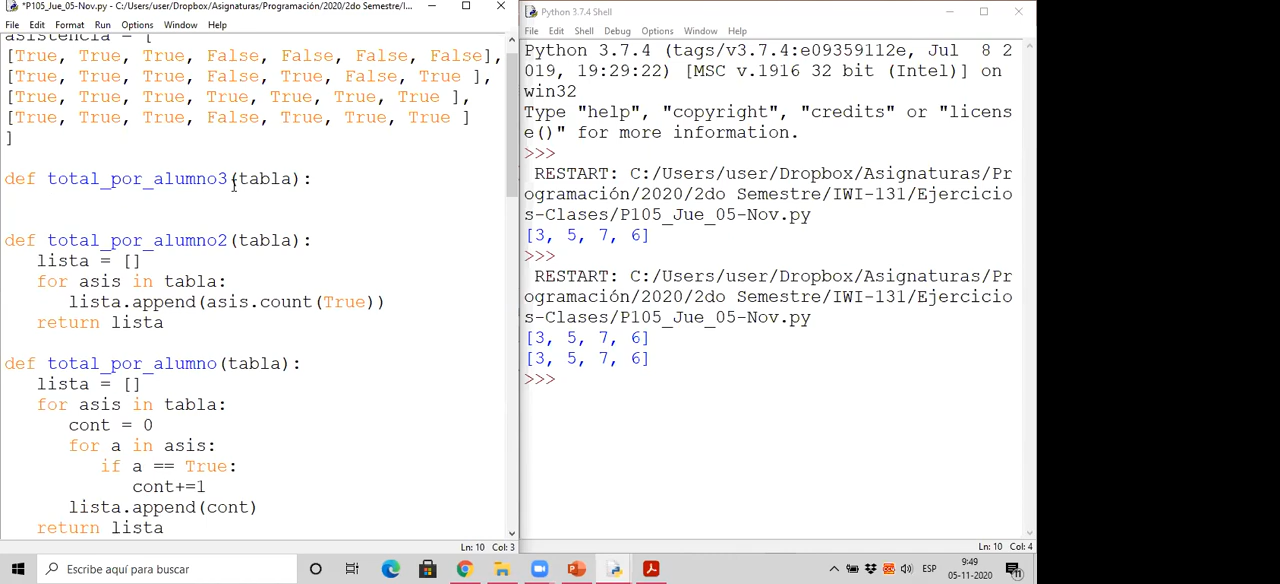 *P105_Jue_05-Nov.py - C:/Users/user/Dropbox/Asignaturas/Programación/2020/2do Semestre/I...
File Edit Format Run Options Window Help
asistencia = [
[True, True, True, False, False, False, False],
[True, True, True, False, True, False, True ],
[True, True, True, True, True, True, True ],
[True, True, True, False, True, True, True ]
]
def total_por_alumno3(tabla):
def total_por_alumno2(tabla):
lista = []
for asis in tabla:
lista.append(asis.count(True))
return lista
def total_por_alumno(tabla):
lista = []
for asis in tabla:
cont = 0
for a in asis:
if a == True:
cont+=1
lista.append(cont)
return lista
Ln: 10 Col: 3
Python 3.7.4 Shell
File Edit Shell Debug Options Window Help
Python 3.7.4 (tags/v3.7.4:e09359112e, Jul  8 2
019, 19:29:22) [MSC v.1916 32 bit (Intel)] on
win32
Type "help", "copyright", "credits" or "licens
e()" for more information.
>>>
RESTART: C:/Users/user/Dropbox/Asignaturas/Pr
ogramación/2020/2do Semestre/IWI-131/Ejercicio
s-Clases/P105_Jue_05-Nov.py
[3, 5, 7, 6]
>>>
RESTART: C:/Users/user/Dropbox/Asignaturas/Pr
ogramación/2020/2do Semestre/IWI-131/Ejercicio
s-Clases/P105_Jue_05-Nov.py
[3, 5, 7, 6]
[3, 5, 7, 6]
>>>
Ln: 10 Col: 4
Escribe aquí para buscar
ESP
9:49
05-11-2020